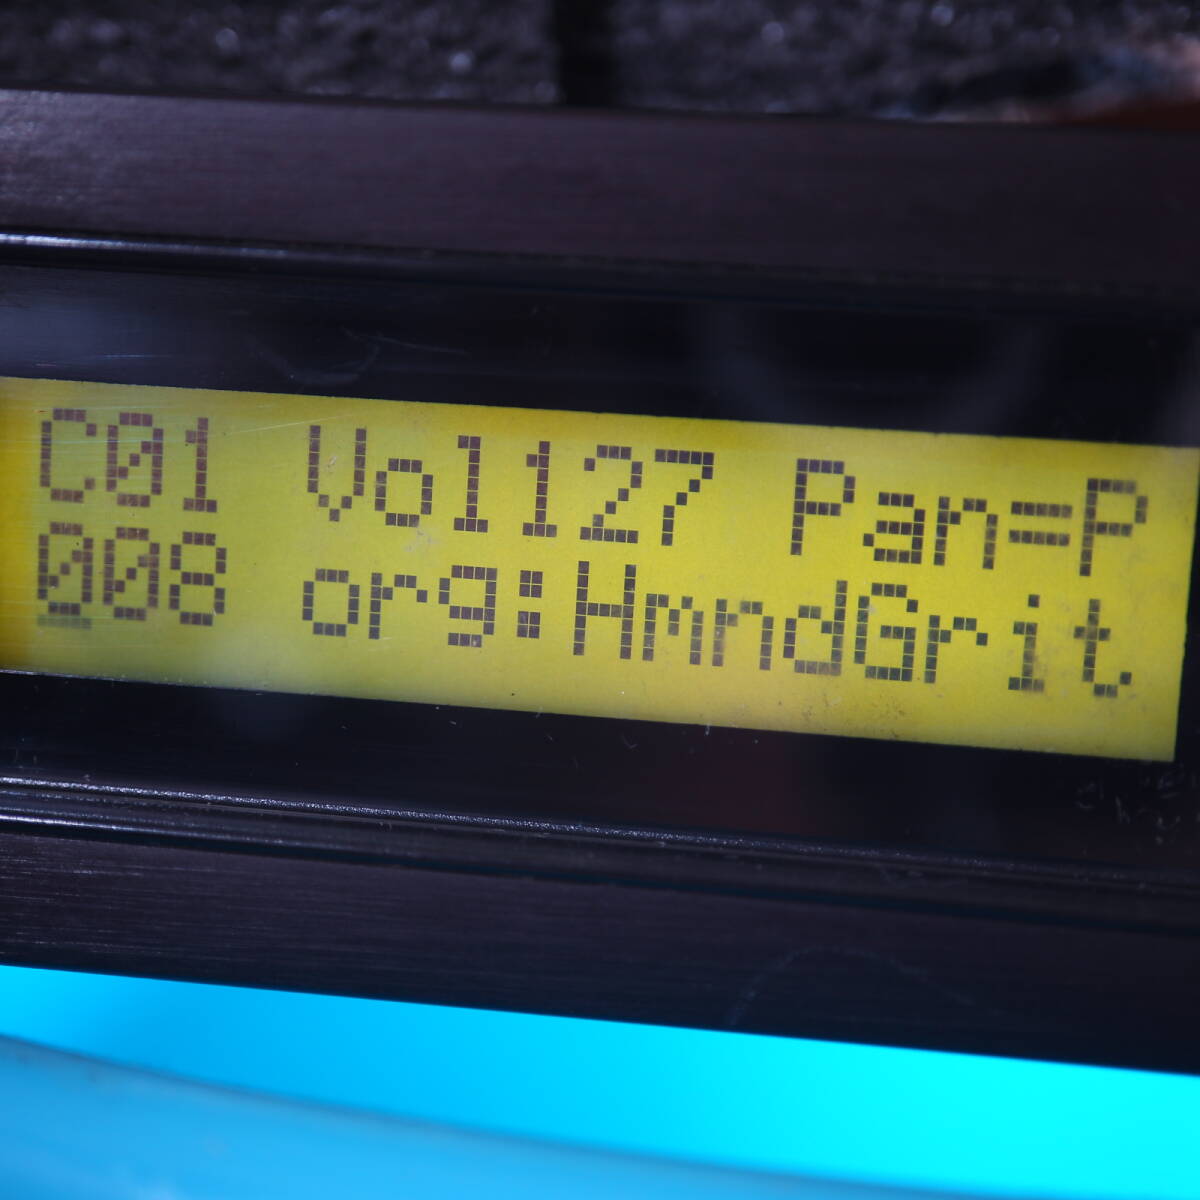 C01 Vol127 Pan=P
008 org:HmndGrit